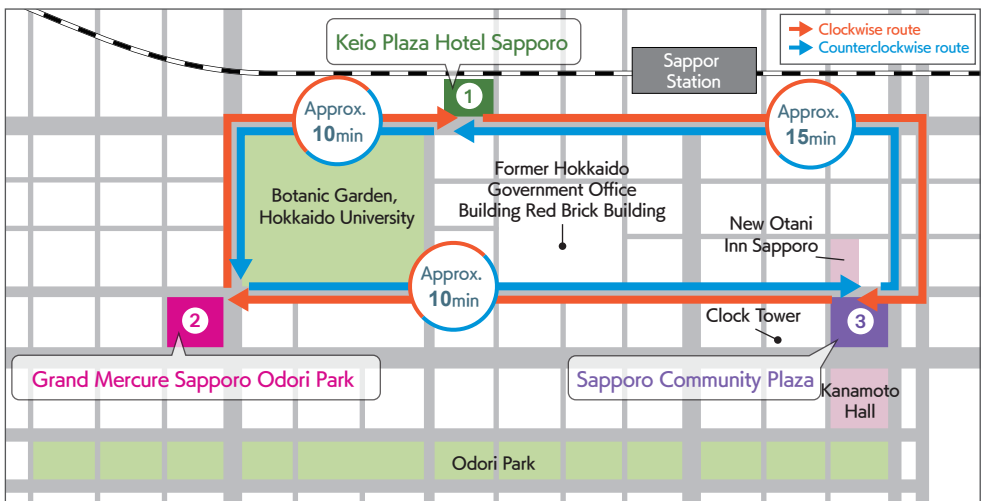 Clockwise route
Counterclockwise route
Keio Plaza Hotel Sapporo
Sappor
Station
1
Approx.
10min
Approx.
15min
Former Hokkaido
Government Office
Building Red Brick Building
Botanic Garden,
Hokkaido University
New Otani
Inn Sapporo
Approx.
10min
2
3
Clock Tower
Grand Mercure Sapporo Odori Park
Sapporo Community Plaza
Kanamoto
Hall
Odori Park